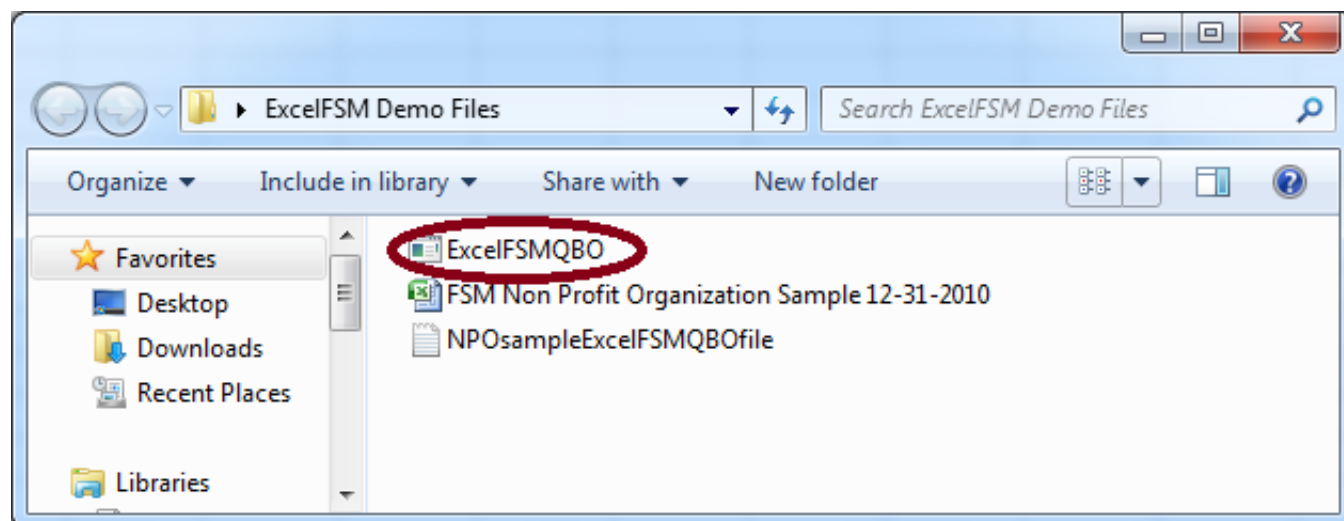 ExcelFSM Demo Files
Search ExcelFSM Demo Files
Organize Include in library Share with New folder
Favorites
Desktop
Downloads
Recent Places
Libraries
ExcelFSMQBO
FSM Non Profit Organization Sample 12-31-2010
NPOsampleExcelFSMQBOfile